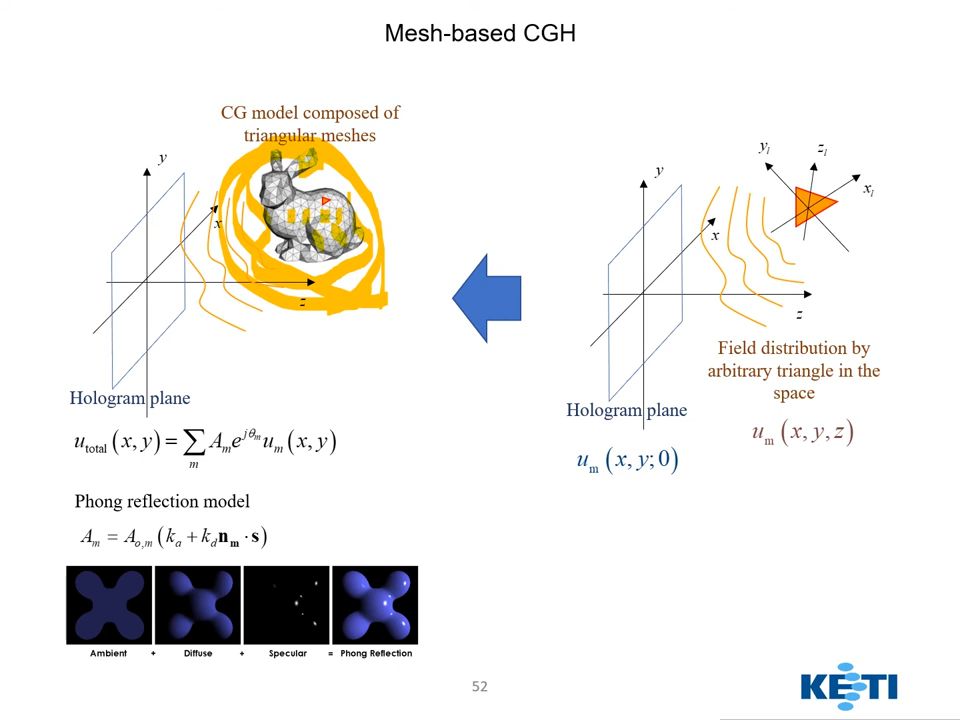 Mesh-based CGH
CG model composed of
triangular meshes
y
x
z
Hologram plane
u_total (x, y) = ∑_m A_m e^{jθ_m} u_m (x, y)
Phong reflection model
A_m = A_{o,m} (k_a + k_d n_m · s)
Ambient + Diffuse + Specular = Phong Reflection
y
x
z
y_l
z_l
x_l
Field distribution by
arbitrary triangle in the
space
Hologram plane
u_m (x, y, z)
u_m (x, y; 0)
52
KETI